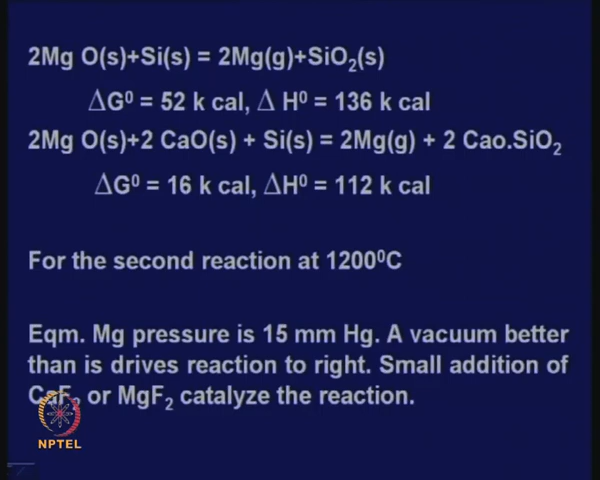 2Mg O(s)+Si(s) = 2Mg(g)+SiO₂(s)
ΔG⁰ = 52 k cal, Δ H⁰ = 136 k cal
2Mg O(s)+2 CaO(s) + Si(s) = 2Mg(g) + 2 Cao.SiO₂
ΔG⁰ = 16 k cal, ΔH⁰ = 112 k cal
For the second reaction at 1200⁰C
Eqm. Mg pressure is 15 mm Hg. A vacuum better
than is drives reaction to right. Small addition of
CaF₂ or MgF₂ catalyze the reaction.
NPTEL